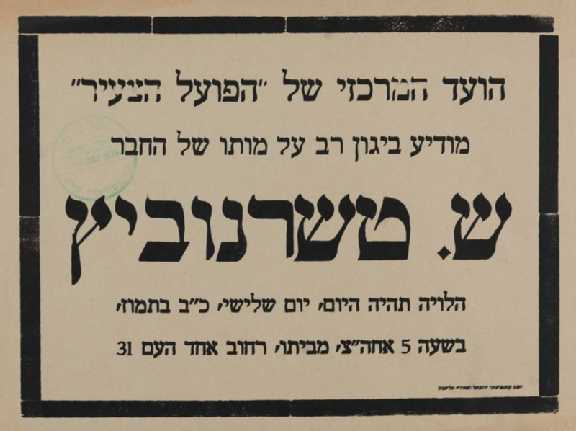 הועד המרכזי של "הפועל הצעיר"
מודיע ביגון רב על מותו של החבר
ש. טשרנוביץ
הלויה תהיה היום, יום שלישי, כ"ב בתמוז,
בשעה 5 אחה"צ, מביתו, רחוב אחד העם 31